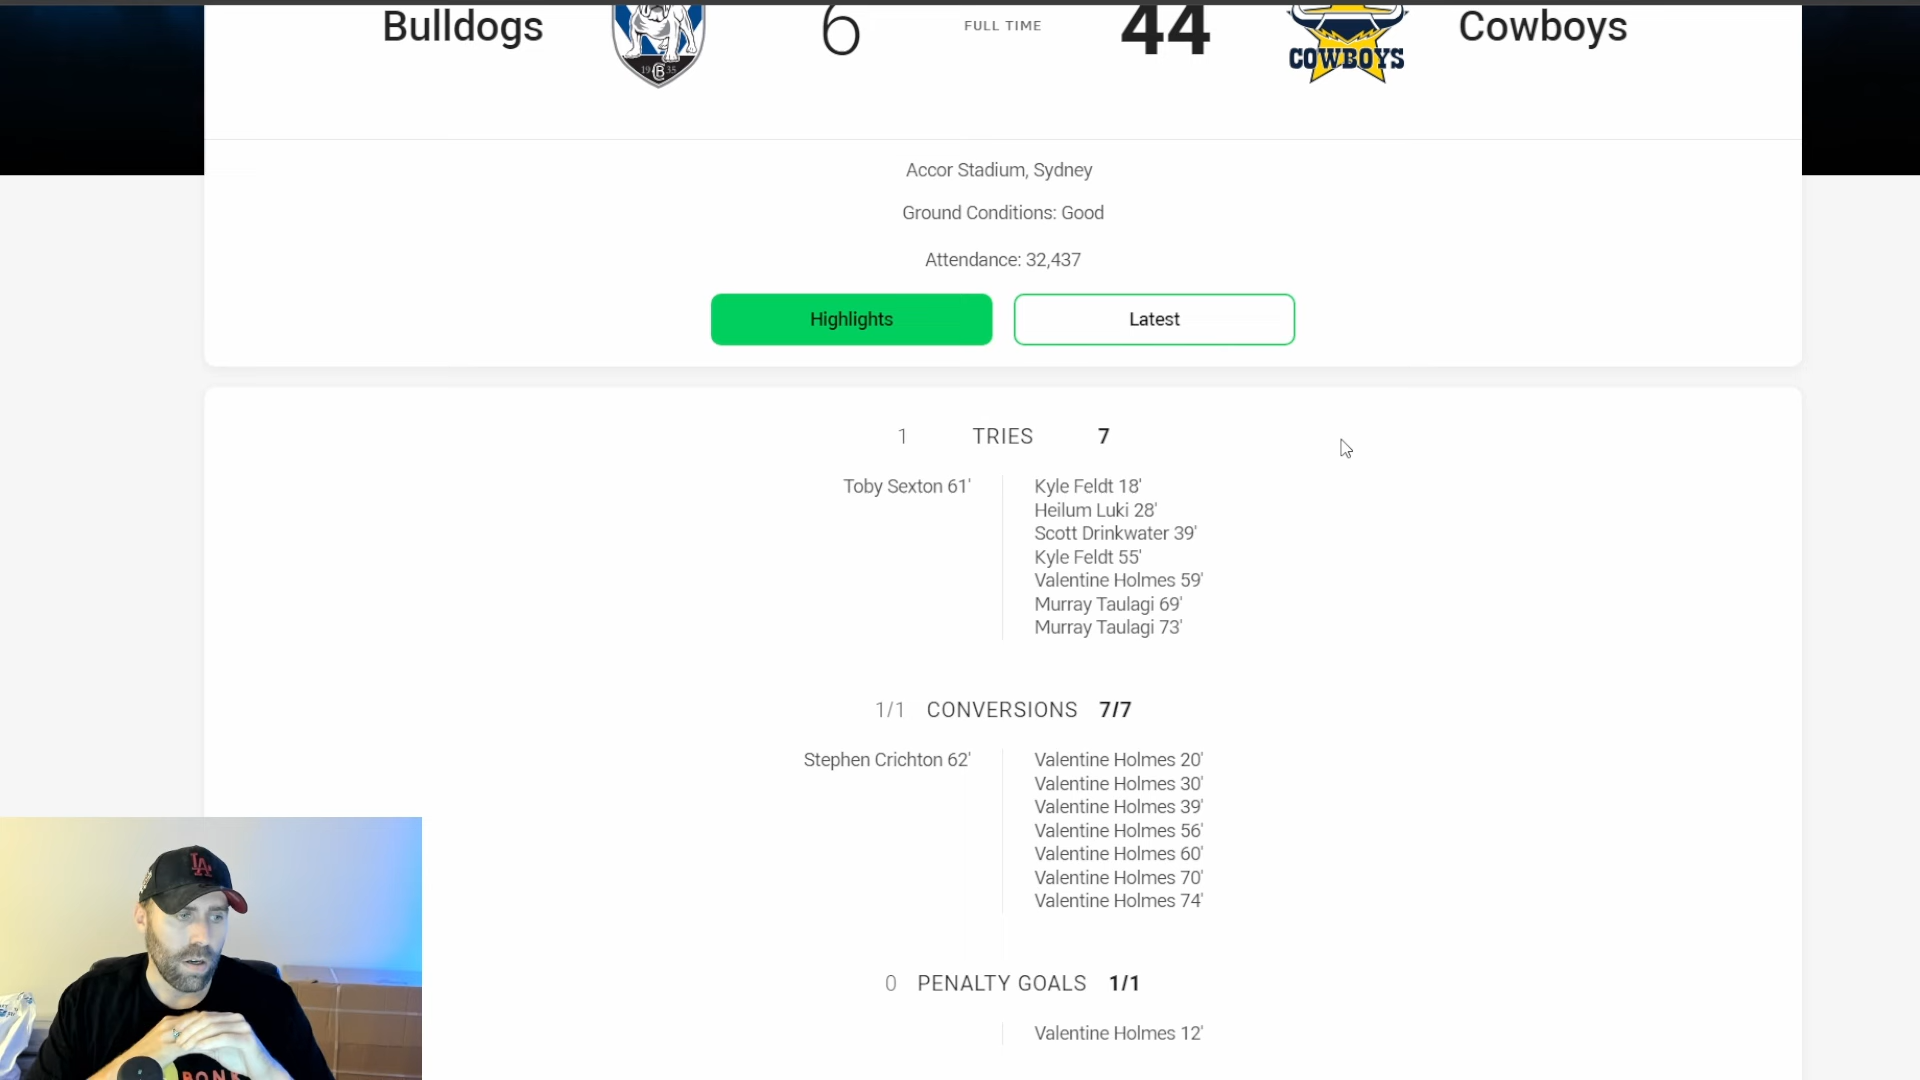 Bulldogs 6 FULL TIME 44 Cowboys
19 B 35
COWBOYS
Accor Stadium, Sydney
Ground Conditions: Good
Attendance: 32,437
Highlights Latest
1 TRIES 7
Toby Sexton 61'
Kyle Feldt 18'
Heilum Luki 28'
Scott Drinkwater 39'
Kyle Feldt 55'
Valentine Holmes 59'
Murray Taulagi 69'
Murray Taulagi 73'
1/1 CONVERSIONS 7/7
Stephen Crichton 62'
Valentine Holmes 20'
Valentine Holmes 30'
Valentine Holmes 39'
Valentine Holmes 56'
Valentine Holmes 60'
Valentine Holmes 70'
Valentine Holmes 74'
0 PENALTY GOALS 1/1
Valentine Holmes 12'
LA
BONK